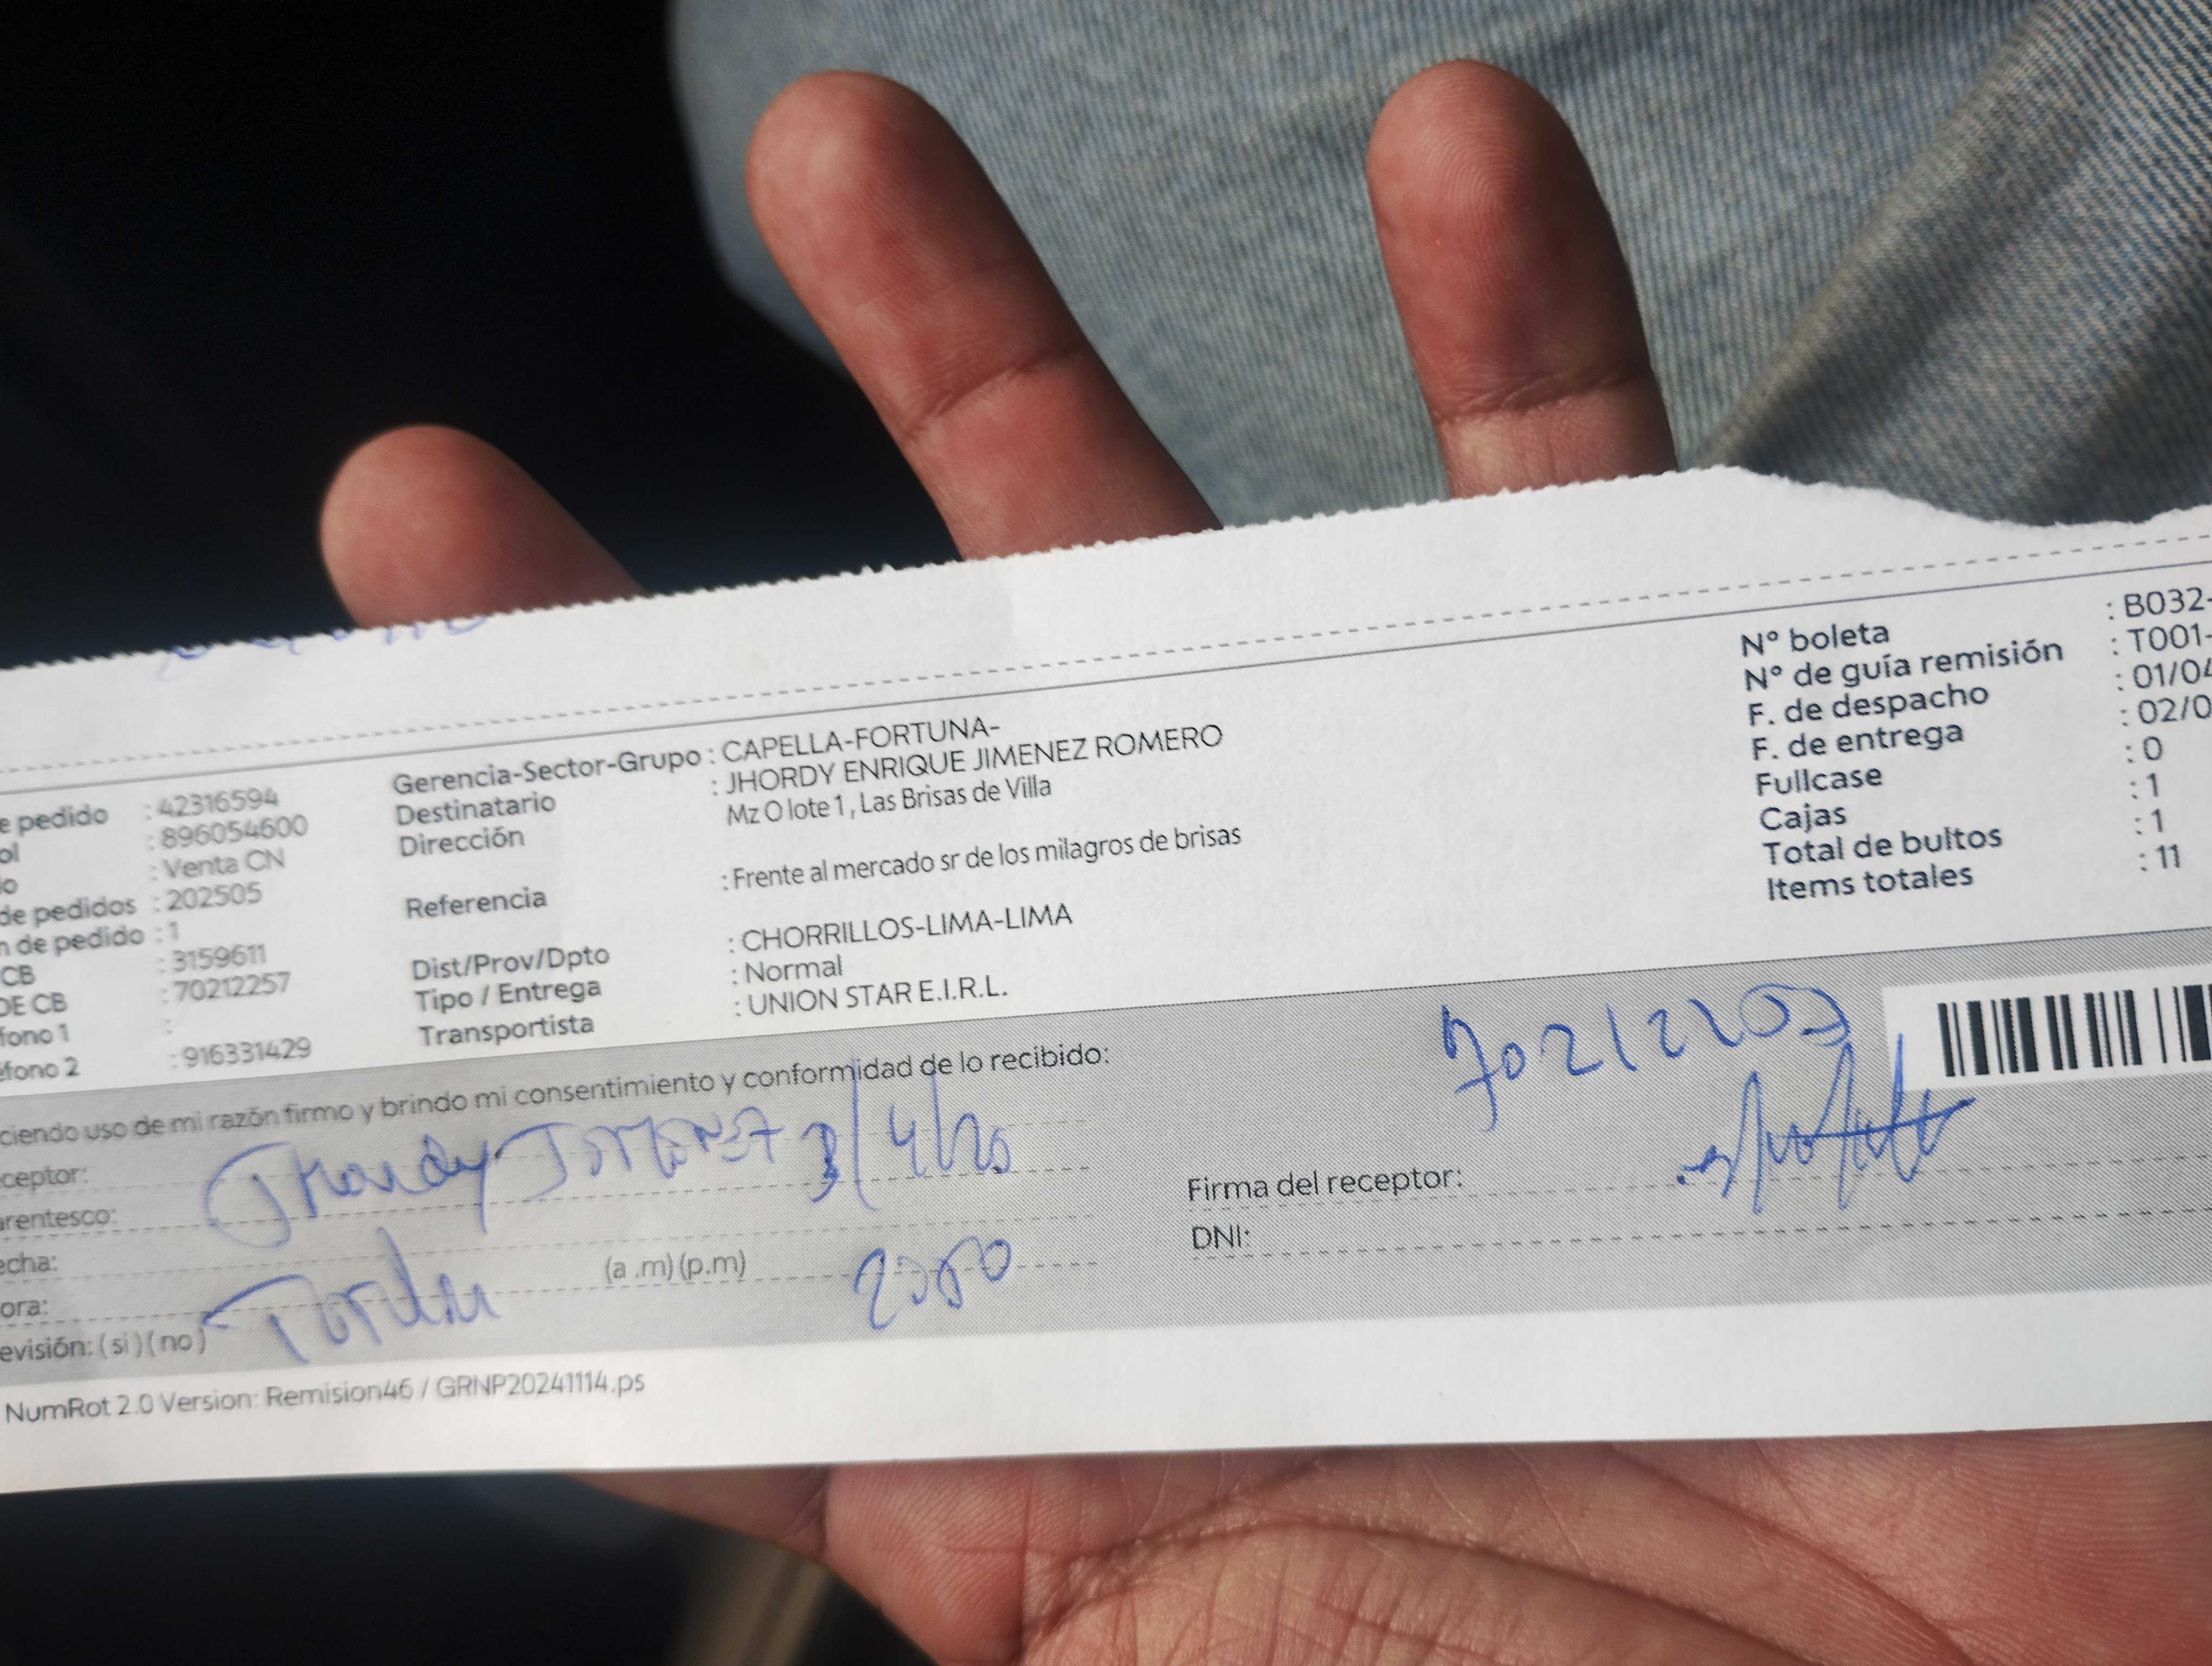 e pedido : 42316594
ol : 896054600
o : Venta CN
de pedidos : 202505
n de pedido : 1
CB : 3159611
DE CB : 70212257
fono 1 :
éfono 2 : 916331429
Gerencia-Sector-Grupo : CAPELLA-FORTUNA-
Destinatario : JHORDY ENRIQUE JIMENEZ ROMERO
Dirección Mz O lote 1, Las Brisas de Villa
Referencia : Frente al mercado sr de los milagros de brisas
Dist/Prov/Dpto : CHORRILLOS-LIMA-LIMA
Tipo / Entrega : Normal
Transportista : UNION STAR E.I.R.L.
N° boleta : B032-
N° de guía remisión : T001-
F. de despacho : 01/04
F. de entrega : 02/0
Fullcase : 0
Cajas : 1
Total de bultos : 1
Items totales : 11
ciendo uso de mi razón firmo y brindo mi consentimiento y conformidad de lo recibido:
ceptor: Jhordy
arentesco:
echa:
ora: (a .m) (p.m)
evisión: ( si ) ( no ) Titular
Firma del receptor:
DNI:
NumRot 2.0 Version: Remision46 / GRNP20241114.ps